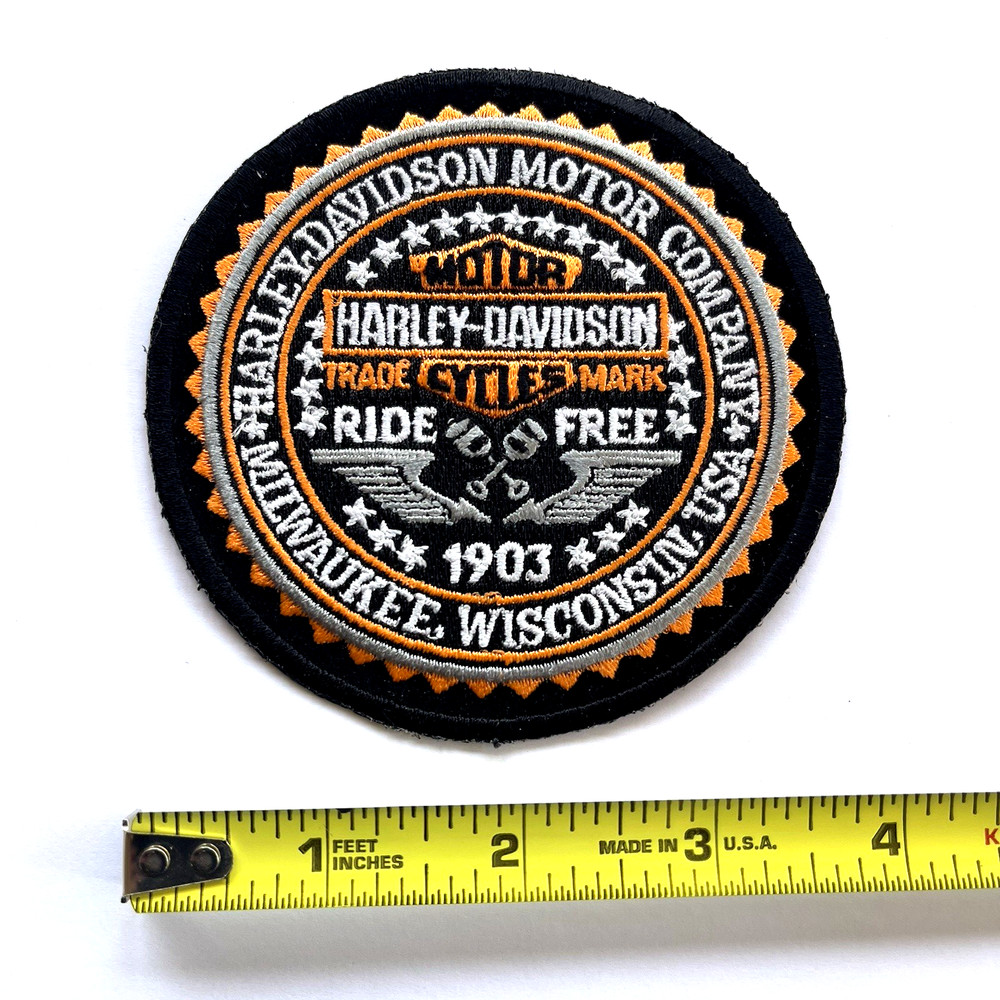 HARLEY-DAVIDSON MOTOR COMPANY
MOTOR
HARLEY-DAVIDSON
TRADE CYCLES MARK
RIDE FREE
1903
MILWAUKEE, WISCONSIN. USA
1 FEET 2 MADE IN 3 U.S.A. 4 K
INCHES